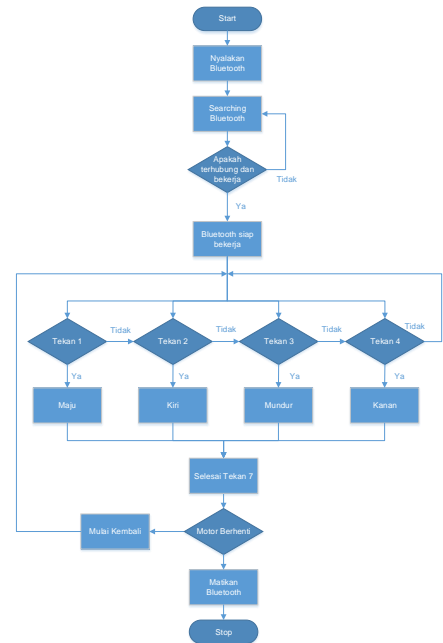 Start
Nyalakan
Bluetooth
Searching
Bluetooth
Apakah
terhubung dan
bekerja
Tidak
Ya
Bluetooth siap
bekerja
Tekan 1
Tidak
Tekan 2
Tidak
Tekan 3
Tidak
Tekan 4
Tidak
Ya
Ya
Ya
Ya
Maju
Kiri
Mundur
Kanan
Selesai Tekan 7
Mulai Kembali
Motor Berhenti
Matikan
Bluetooth
Stop